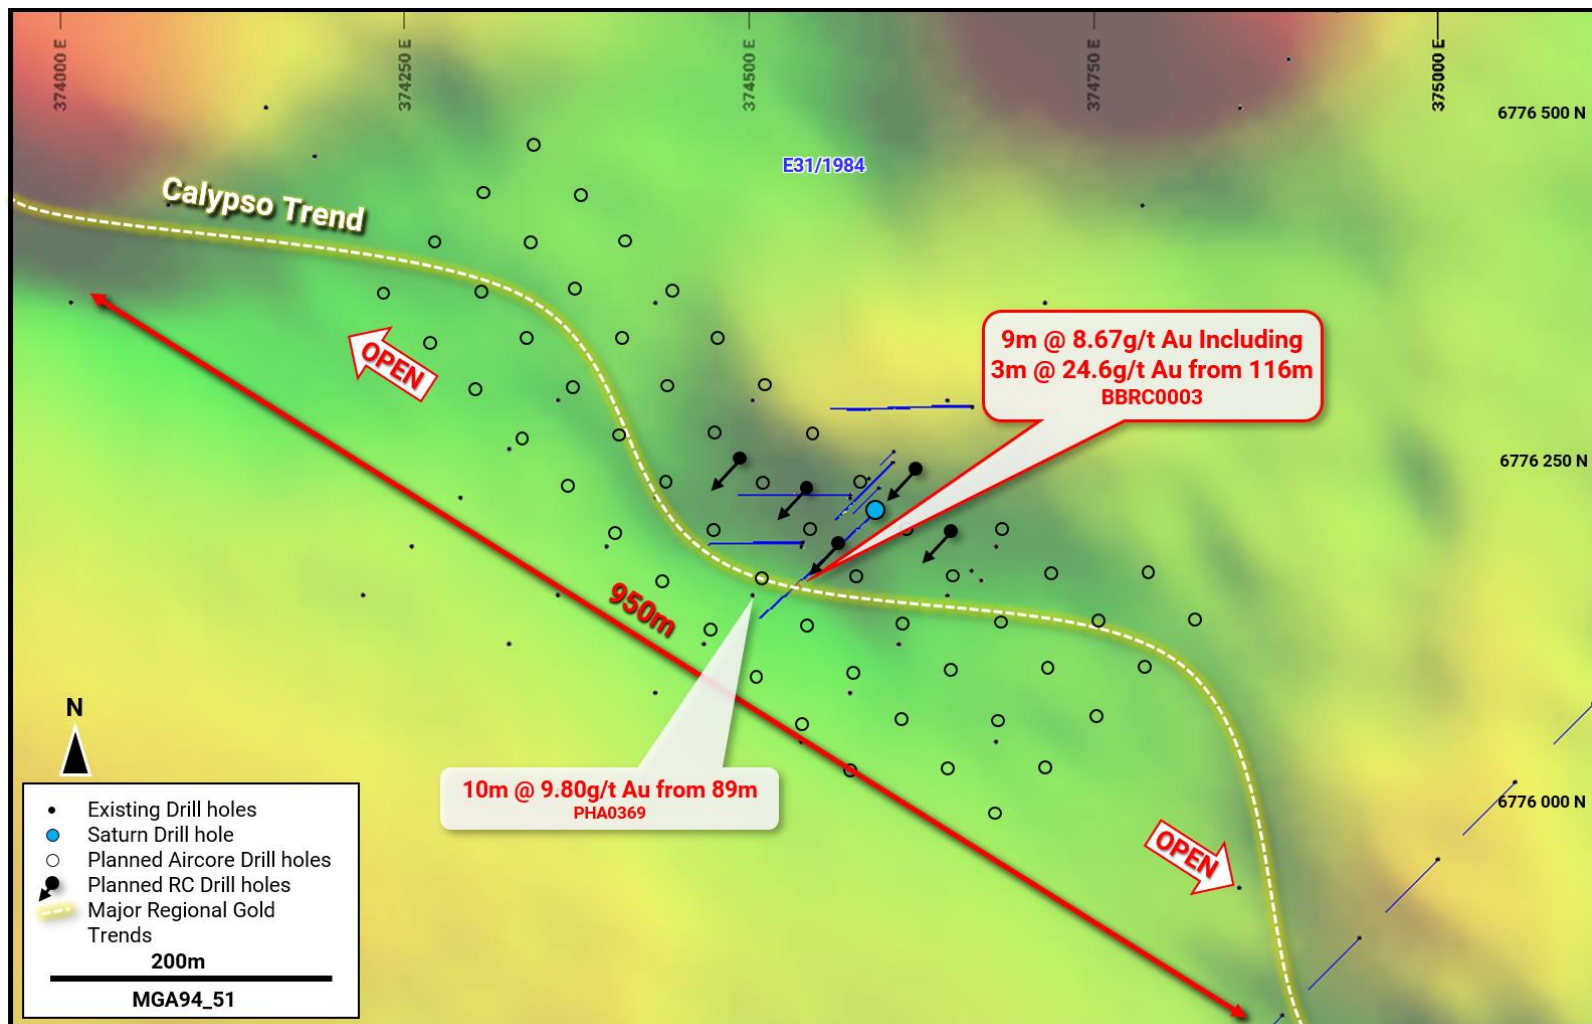 374000 E
374250 E
374500 E
374750 E
375000 E
6776 500 N
E31/1984
Calypso Trend
OPEN
9m @ 8.67g/t Au Including
3m @ 24.6g/t Au from 116m
BBRC0003
6776 250 N
950m
N
10m @ 9.80g/t Au from 89m
PHA0369
6776 000 N
OPEN
Existing Drill holes
Saturn Drill hole
Planned Aircore Drill holes
Planned RC Drill holes
Major Regional Gold
Trends
200m
MGA94_51